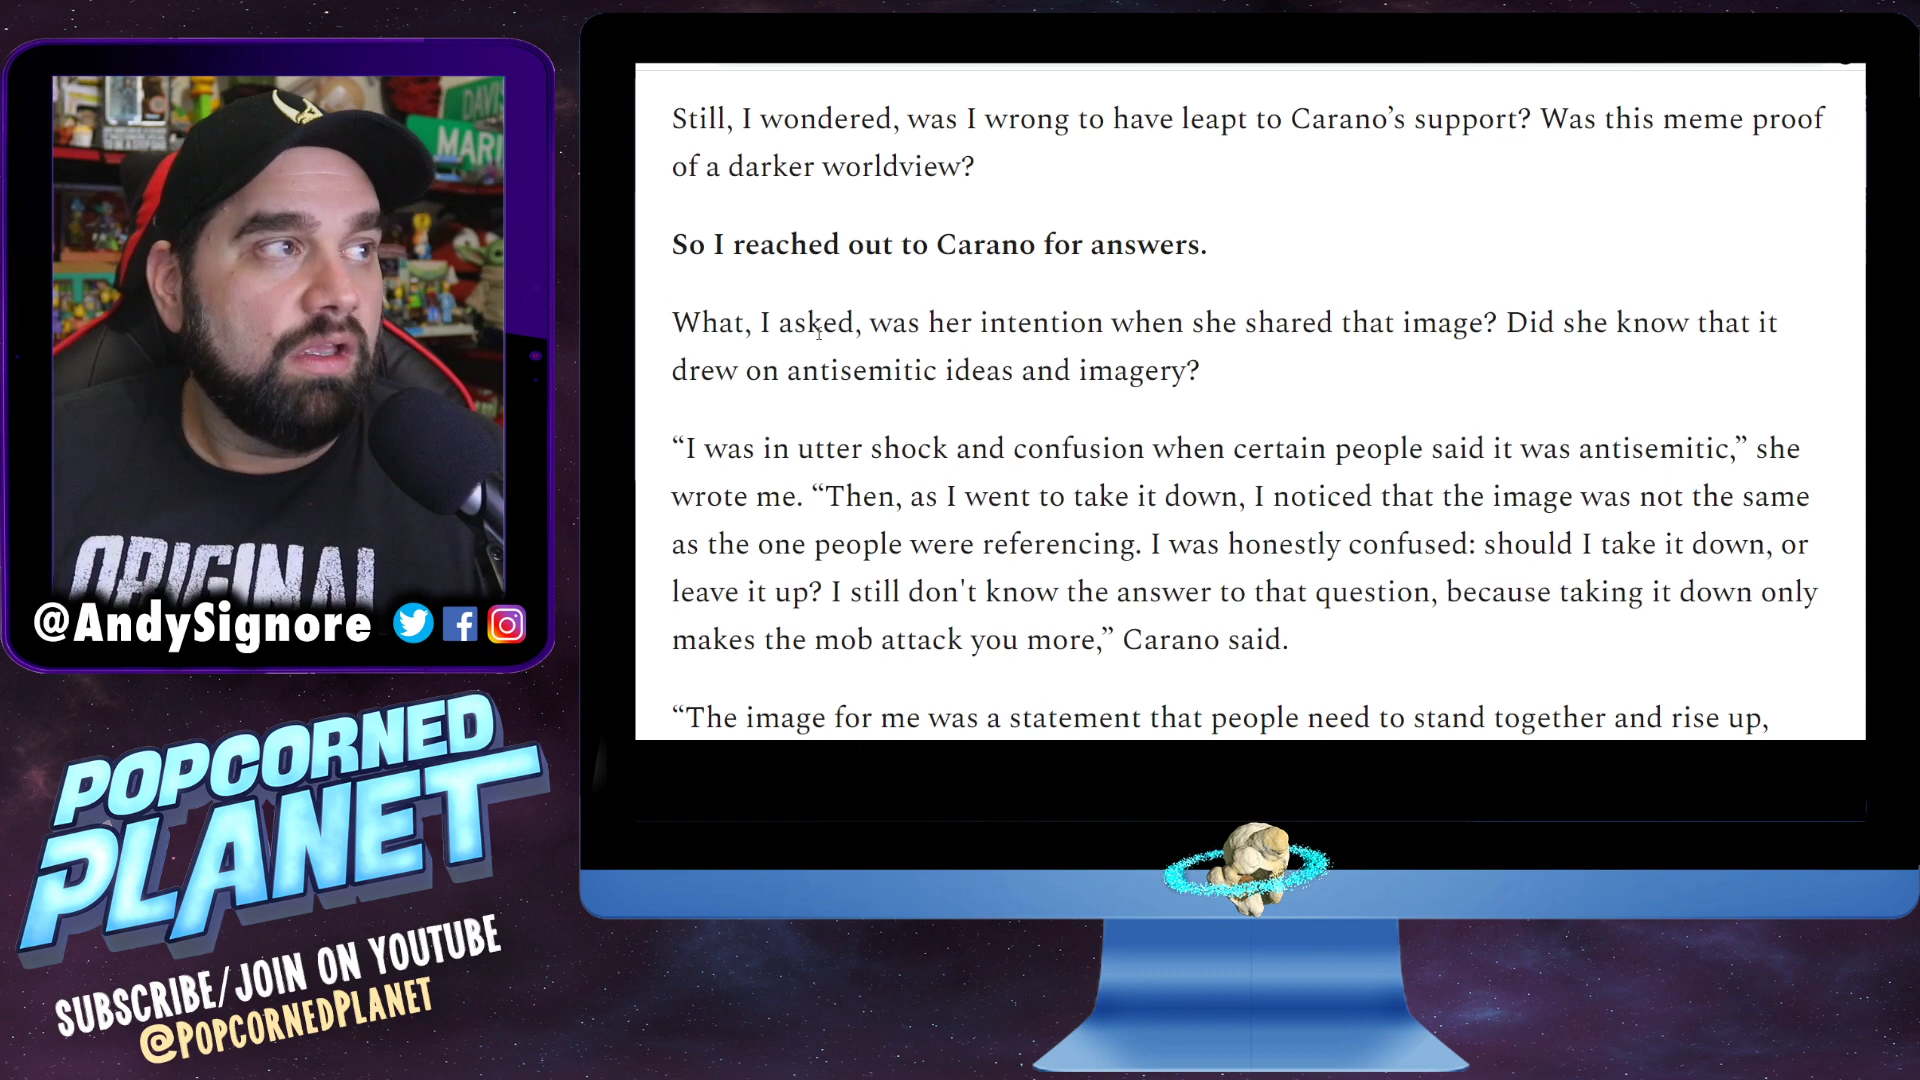 DAVIS
MARI
ORIGINAL
@AndySignore
POPCORNED
PLANET
SUBSCRIBE/JOIN ON YOUTUBE
@POPCORNEDPLANET
Still, I wondered, was I wrong to have leapt to Carano’s support? Was this meme proof
of a darker worldview?
So I reached out to Carano for answers.
What, I asked, was her intention when she shared that image? Did she know that it
drew on antisemitic ideas and imagery?
“I was in utter shock and confusion when certain people said it was antisemitic,” she
wrote me. “Then, as I went to take it down, I noticed that the image was not the same
as the one people were referencing. I was honestly confused: should I take it down, or
leave it up? I still don't know the answer to that question, because taking it down only
makes the mob attack you more,” Carano said.
“The image for me was a statement that people need to stand together and rise up,